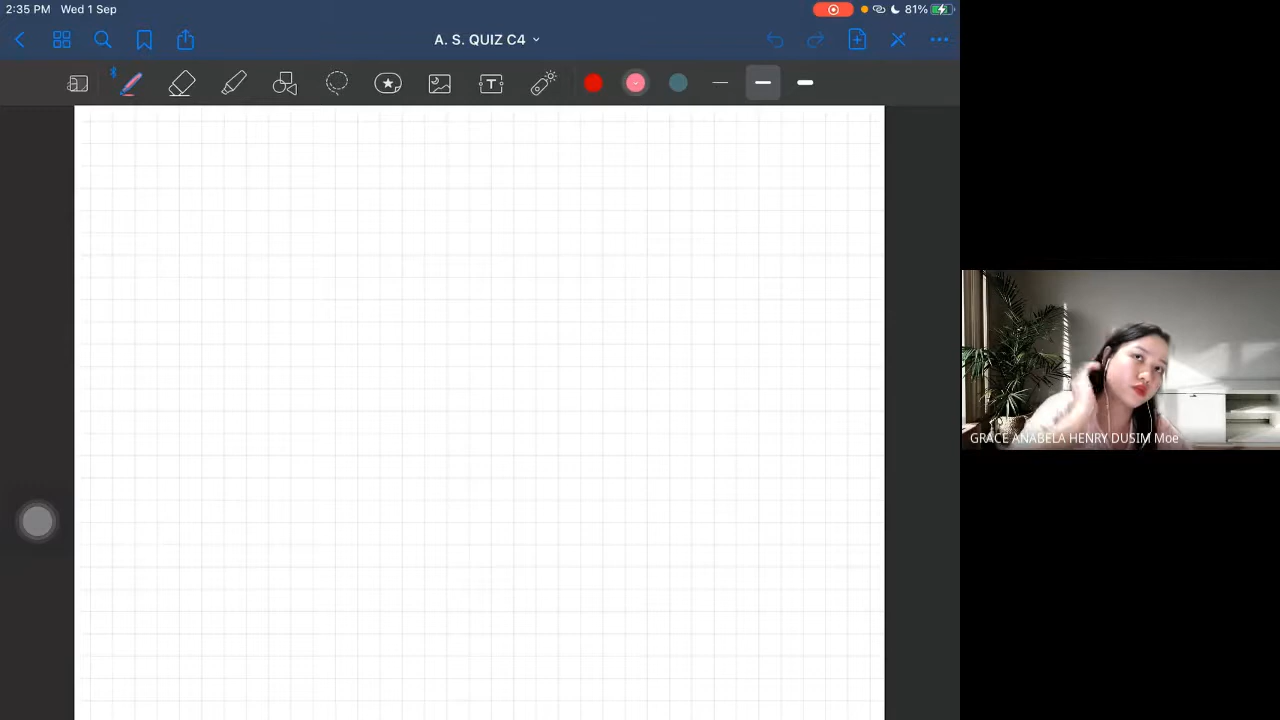 2:35 PM Wed 1 Sep
81%
A. S. QUIZ C4
T
GRACE ANABELA HENRY DUSIM Moe